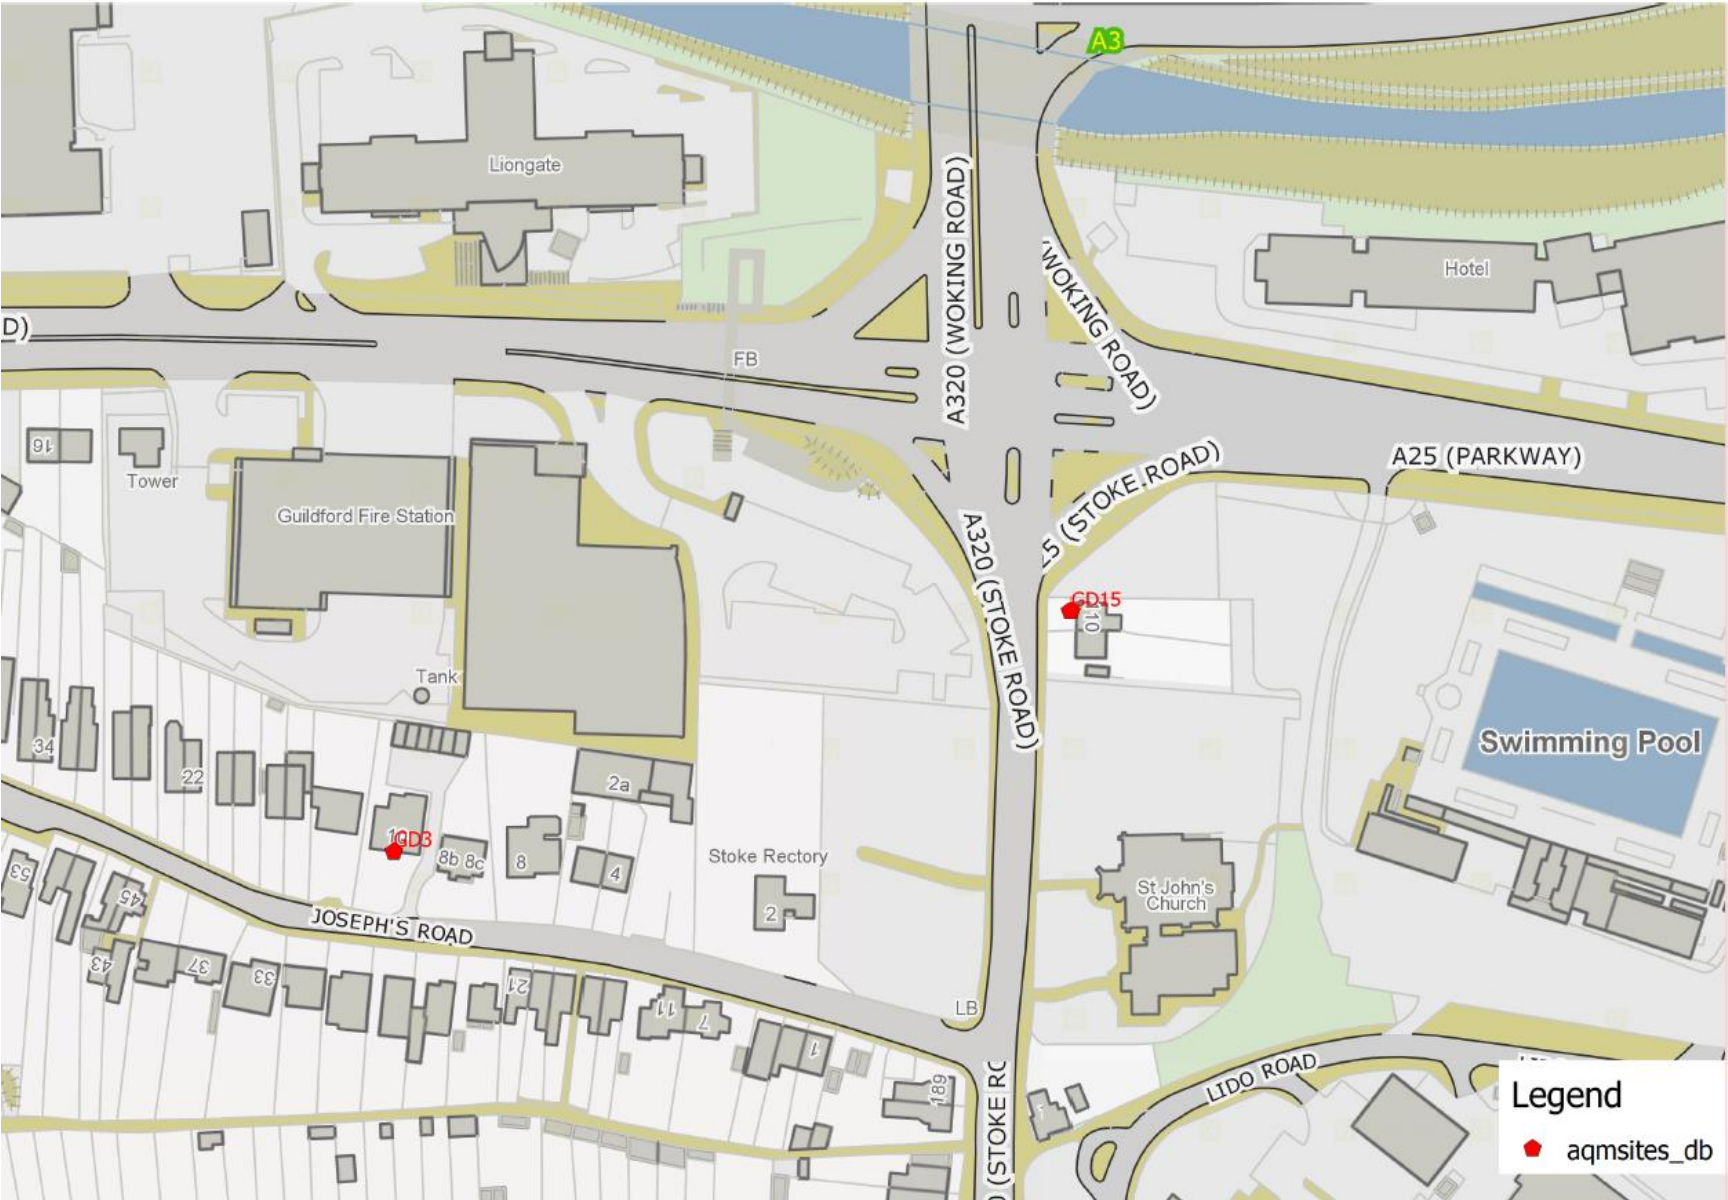 A3
Liongate
A320 (WOKING ROAD)
(WOKING ROAD)
Hotel
D)
FB
16
Tower
A25 (PARKWAY)
Guildford Fire Station
A320 (STOKE ROAD)
25 (STOKE ROAD)
GD15
110
Tank
34
22
2a
Swimming Pool
GD3
8b 8c
8
4
Stoke Rectory
2
St John's
Church
53
45
43
37
33
JOSEPH'S ROAD
21
11
7
1
LB
189
(STOKE RO
LIDO ROAD
Legend
aqmsites_db